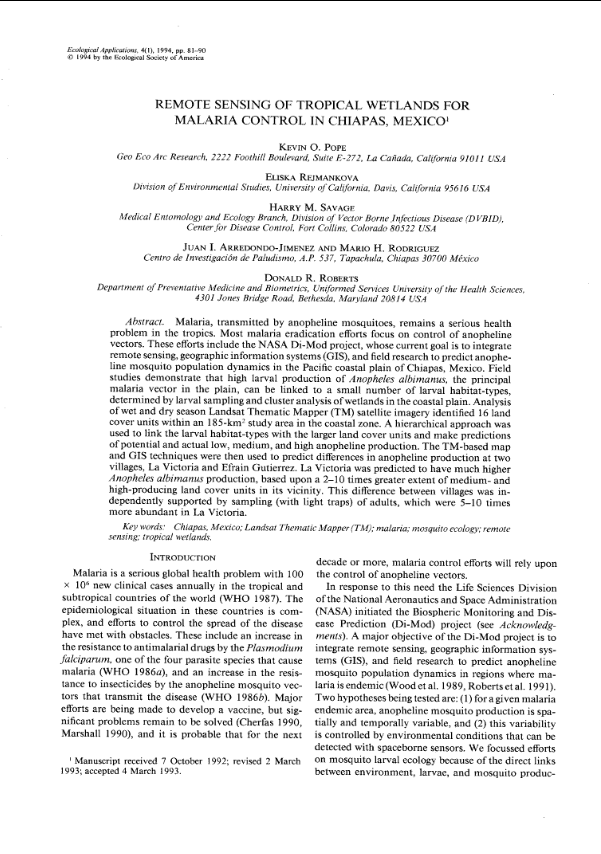 Ecological Applications, 4(1), 1994, pp. 81–90
© 1994 by the Ecological Society of America
REMOTE SENSING OF TROPICAL WETLANDS FOR
MALARIA CONTROL IN CHIAPAS, MEXICO¹
KEVIN O. POPE
Geo Eco Arc Research, 2222 Foothill Boulevard, Suite E-272, La Cañada, California 91011 USA
ELISKA REJMANKOVA
Division of Environmental Studies, University of California, Davis, California 95616 USA
HARRY M. SAVAGE
Medical Entomology and Ecology Branch, Division of Vector Borne Infectious Disease (DVBID),
Center for Disease Control, Fort Collins, Colorado 80522 USA
JUAN I. ARREDONDO-JIMENEZ AND MARIO H. RODRIGUEZ
Centro de Investigación de Paludismo, A.P. 537, Tapachula, Chiapas 30700 México
DONALD R. ROBERTS
Department of Preventative Medicine and Biometrics, Uniformed Services University of the Health Sciences,
4301 Jones Bridge Road, Bethesda, Maryland 20814 USA
Abstract. Malaria, transmitted by anopheline mosquitoes, remains a serious health
problem in the tropics. Most malaria eradication efforts focus on control of anopheline
vectors. These efforts include the NASA Di-Mod project, whose current goal is to integrate
remote sensing, geographic information systems (GIS), and field research to predict anophe-
line mosquito population dynamics in the Pacific coastal plain of Chiapas, Mexico. Field
studies demonstrate that high larval production of Anopheles albimanus, the principal
malaria vector in the plain, can be linked to a small number of larval habitat-types,
determined by larval sampling and cluster analysis of wetlands in the coastal plain. Analysis
of wet and dry season Landsat Thematic Mapper (TM) satellite imagery identified 16 land
cover units within an 185-km² study area in the coastal zone. A hierarchical approach was
used to link the larval habitat-types with the larger land cover units and make predictions
of potential and actual low, medium, and high anopheline production. The TM-based map
and GIS techniques were then used to predict differences in anopheline production at two
villages, La Victoria and Efrain Gutierrez. La Victoria was predicted to have much higher
Anopheles albimanus production, based upon a 2–10 times greater extent of medium- and
high-producing land cover units in its vicinity. This difference between villages was in-
dependently supported by sampling (with light traps) of adults, which were 5–10 times
more abundant in La Victoria.
Key words: Chiapas, Mexico; Landsat Thematic Mapper (TM); malaria; mosquito ecology; remote
sensing; tropical wetlands.
INTRODUCTION
Malaria is a serious global health problem with 100
× 10⁶ new clinical cases annually in the tropical and
subtropical countries of the world (WHO 1987). The
epidemiological situation in these countries is com-
plex, and efforts to control the spread of the disease
have met with obstacles. These include an increase in
the resistance to antimalarial drugs by the Plasmodium
falciparum, one of the four parasite species that cause
malaria (WHO 1986a), and an increase in the resis-
tance to insecticides by the anopheline mosquito vec-
tors that transmit the disease (WHO 1986b). Major
efforts are being made to develop a vaccine, but sig-
nificant problems remain to be solved (Cherfas 1990,
Marshall 1990), and it is probable that for the next
¹ Manuscript received 7 October 1992; revised 2 March
1993; accepted 4 March 1993.
decade or more, malaria control efforts will rely upon
the control of anopheline vectors.
In response to this need the Life Sciences Division
of the National Aeronautics and Space Administration
(NASA) initiated the Biospheric Monitoring and Dis-
ease Prediction (Di-Mod) project (see Acknowledg-
ments). A major objective of the Di-Mod project is to
integrate remote sensing, geographic information sys-
tems (GIS), and field research to predict anopheline
mosquito population dynamics in regions where ma-
laria is endemic (Wood et al. 1989, Roberts et al. 1991).
Two hypotheses being tested are: (1) for a given malaria
endemic area, anopheline mosquito production is spa-
tially and temporally variable, and (2) this variability
is controlled by environmental conditions that can be
detected with spaceborne sensors. We focussed efforts
on mosquito larval ecology because of the direct links
between environment, larvae, and mosquito produc-